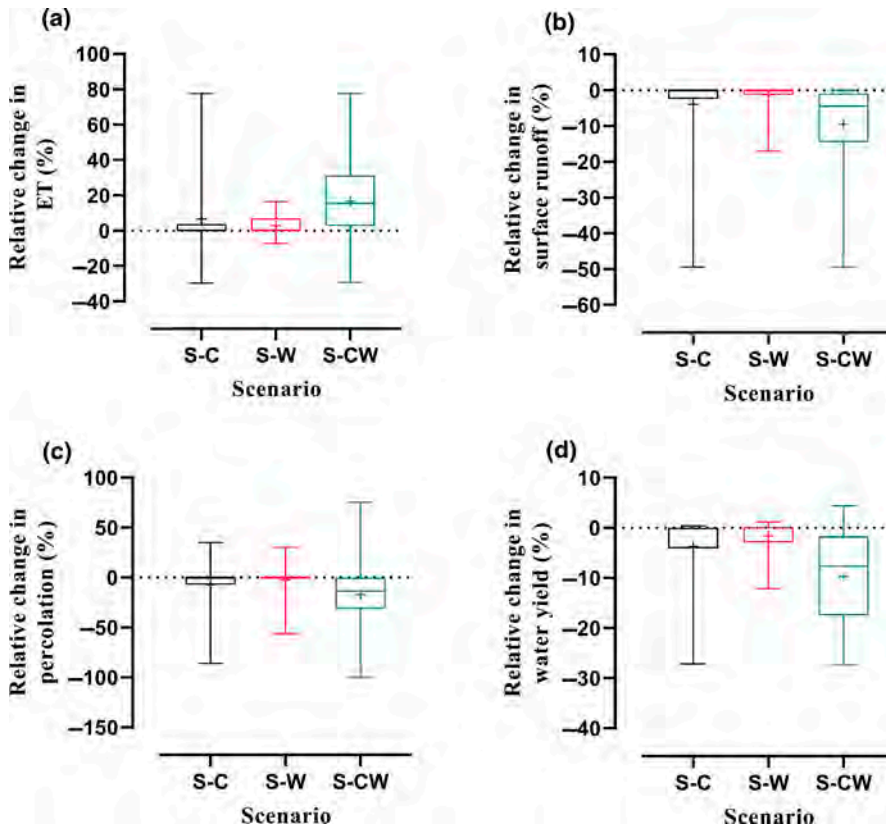 (a)
Relative change in
ET (%)
100
80
60
40
20
0
−20
−40
S-C S-W S-CW
Scenario
(b)
Relative change in
surface runoff (%)
10
0
−10
−20
−30
−40
−50
−60
S-C S-W S-CW
Scenario
(c)
Relative change in
percolation (%)
100
50
0
−50
−100
−150
S-C S-W S-CW
Scenario
(d)
Relative change in
water yield (%)
10
0
−10
−20
−30
−40
S-C S-W S-CW
Scenario